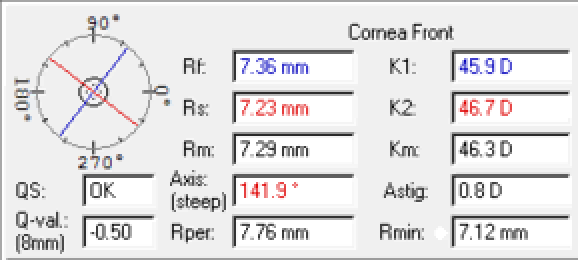 90°
Cornea Front
Rf: 7.36 mm K1: 45.9 D
180° 0°
Rs: 7.23 mm K2: 46.7 D
Rm: 7.29 mm Km: 46.3 D
270°
QS: OK Axis: (steep) 141.9 ° Astig: 0.8 D
Q-val.: (8mm) -0.50 Rper: 7.76 mm Rmin: 7.12 mm